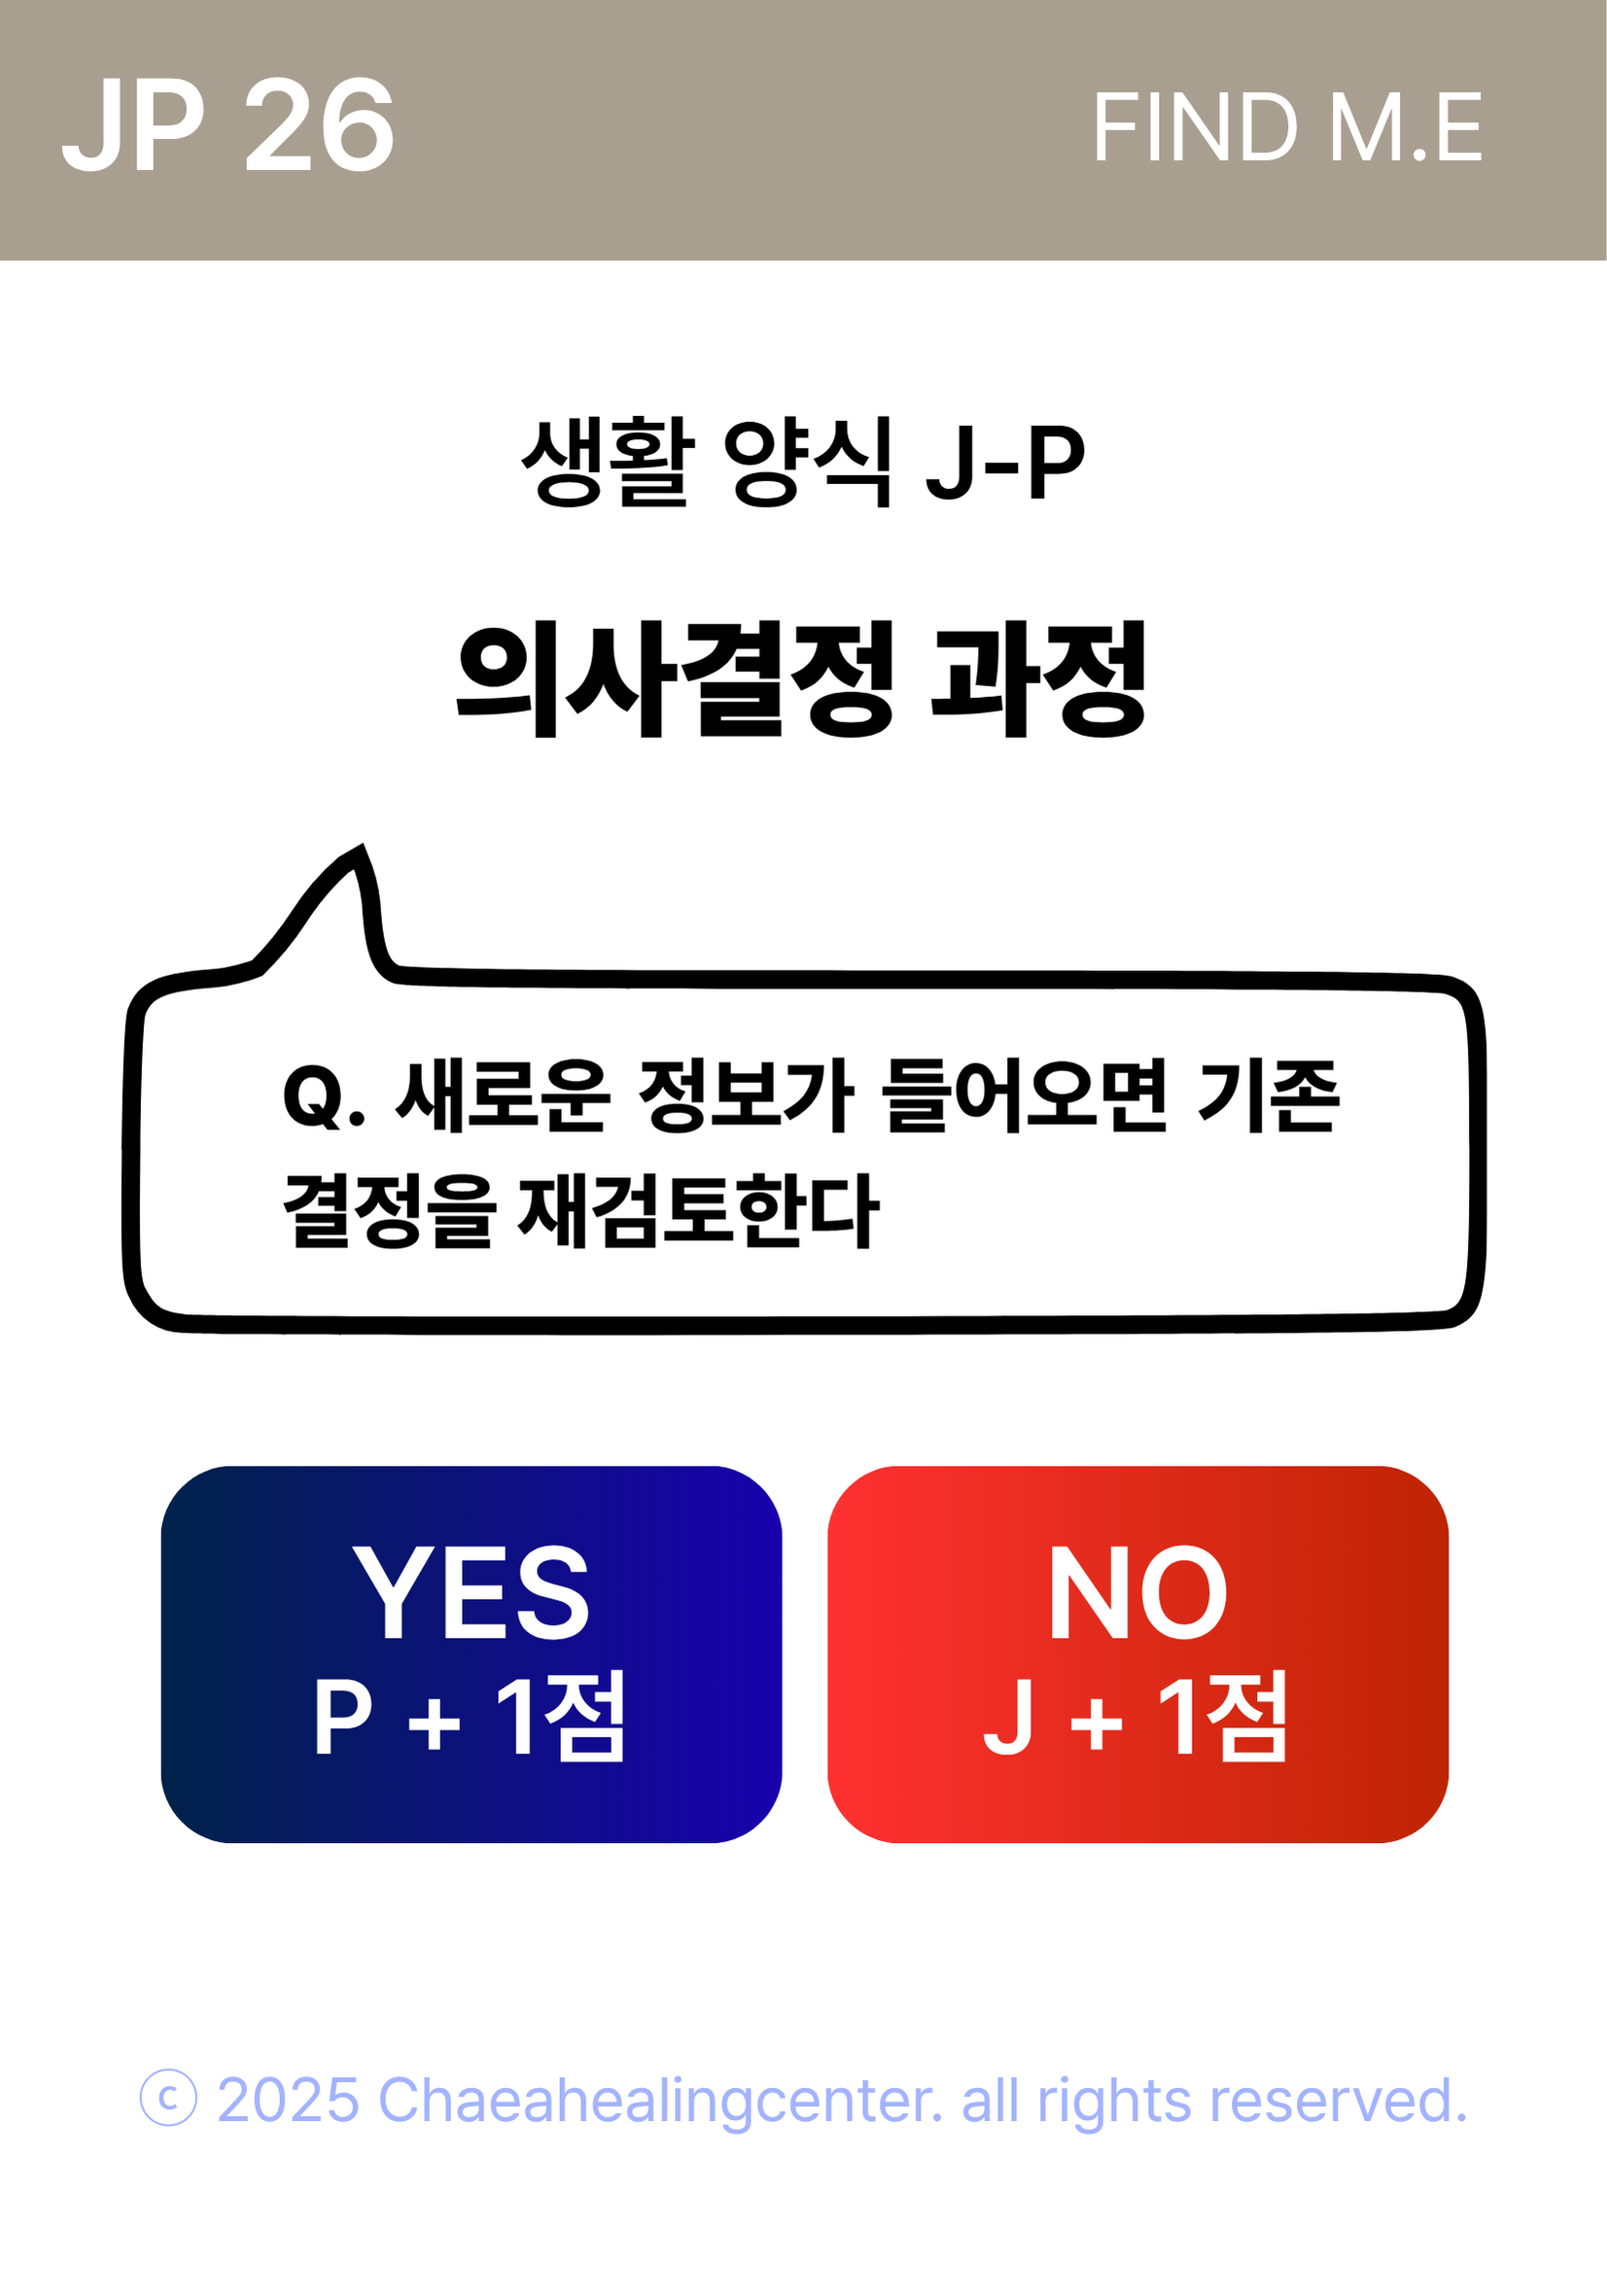 JP 26
FIND M.E
생활 양식 J-P
의사결정 과정
Q. 새로운 정보가 들어오면 기존
결정을 재검토한다
YES
P + 1점
NO
J + 1점
© 2025 Chaeahealingcenter. all rights reserved.